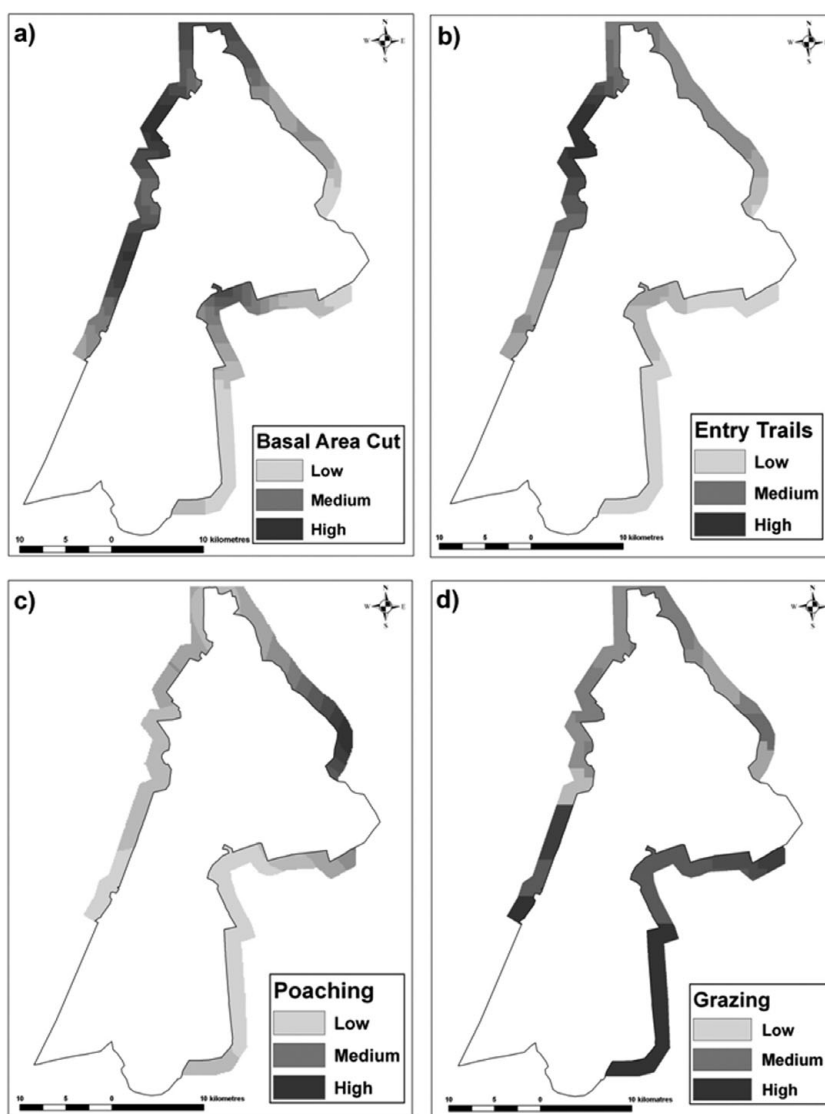 a)
N
W E
S
Basal Area Cut
Low
Medium
High
10 5 0 10 kilometres
b)
N
W
S
Entry Trails
Low
Medium
High
10 5 0 10 kilometres
c)
N
W E
S
Poaching
Low
Medium
High
10 5 0 10 kilometres
d)
N
W E
S
Grazing
Low
Medium
High
10 5 0 10 kilometres